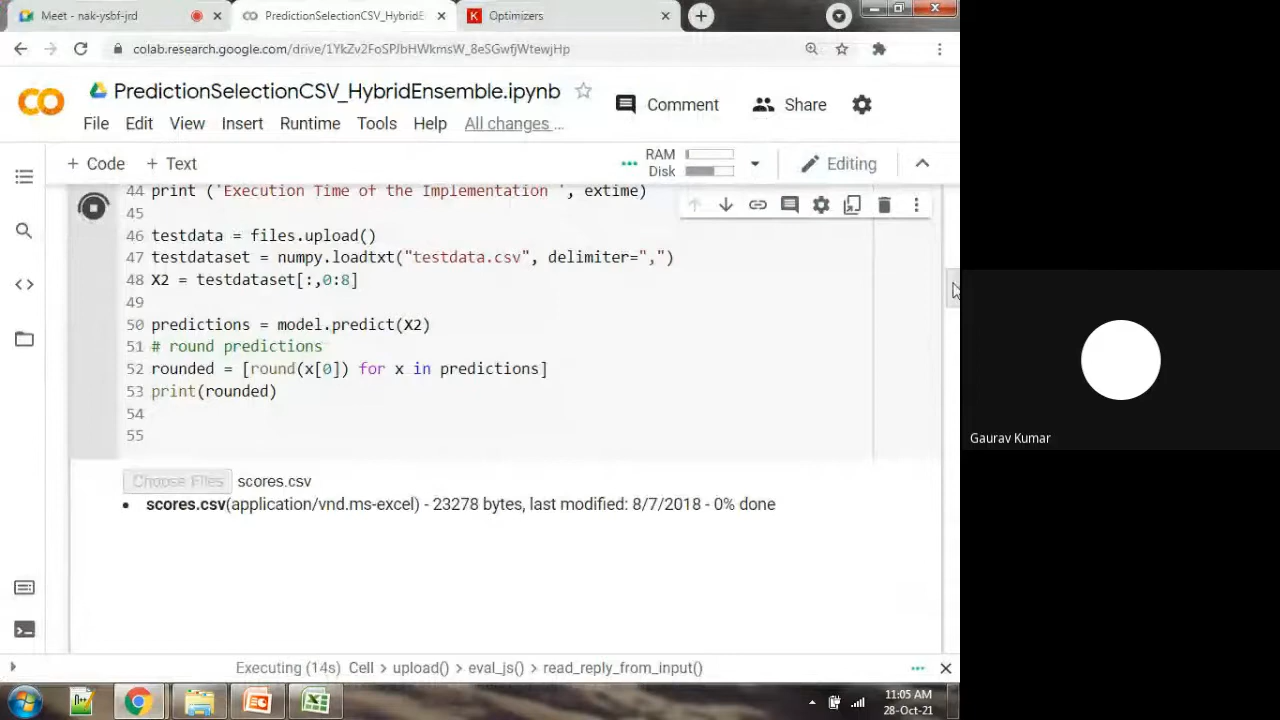 Meet - nak-ysbf-jrd
PredictionSelectionCSV_HybridE
Optimizers
colab.research.google.com/drive/1YkZv2FoSPJbHWkmsW_8eSGwfjWtewjHp
PredictionSelectionCSV_HybridEnsemble.ipynb
Comment
Share
File Edit View Insert Runtime Tools Help All changes ...
+ Code + Text
RAM
Disk
Editing
44 print ('Execution Time of the Implementation ', extime)
45
46 testdata = files.upload()
47 testdataset = numpy.loadtxt("testdata.csv", delimiter=",")
48 X2 = testdataset[:,0:8]
49
50 predictions = model.predict(X2)
51 # round predictions
52 rounded = [round(x[0]) for x in predictions]
53 print(rounded)
54
55
Choose Files scores.csv
• scores.csv(application/vnd.ms-excel) - 23278 bytes, last modified: 8/7/2018 - 0% done
Executing (14s) Cell > upload() > eval_js() > read_reply_from_input()
11:05 AM
28-Oct-21
Gaurav Kumar